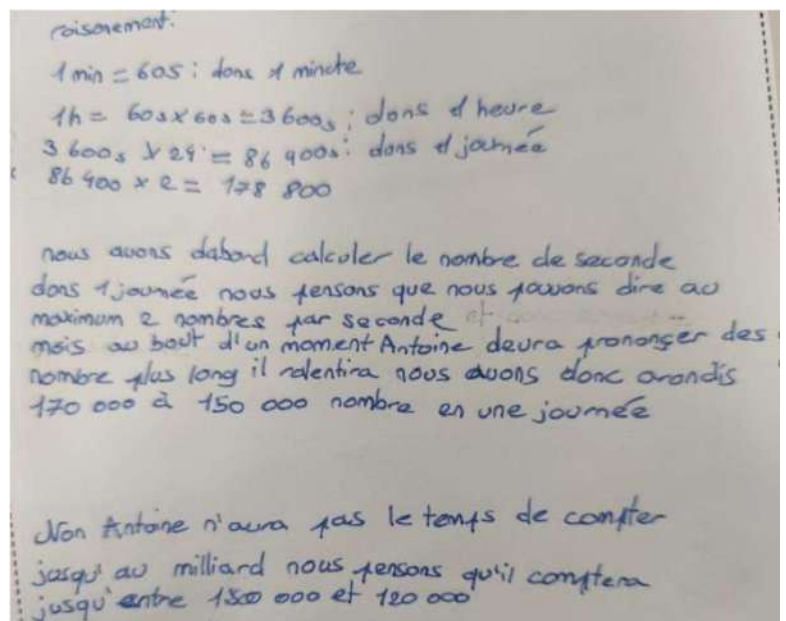 raisonement:
1 min = 60s : dans 1 minute
1h = 60s x 60s = 3600s ; dans 1 heure
3 600s x 24 = 86 400s : dans 1 journée
86 400 x 2 = 178 800
nous avons dabord calculer le nombre de seconde
dans 1 journée nous pensons que nous pouvons dire au
maximum 2 nombres par seconde et
mais au bout d'un moment Antoine devra prononçer des
nombre plus long il ralentira nous avons donc arondis
170 000 à 150 000 nombre en une journée
Non Antoine n'aura pas le temps de compter
jusqu'au milliard nous pensons qu'il comptera
jusqu' entre 150 000 et 120 000